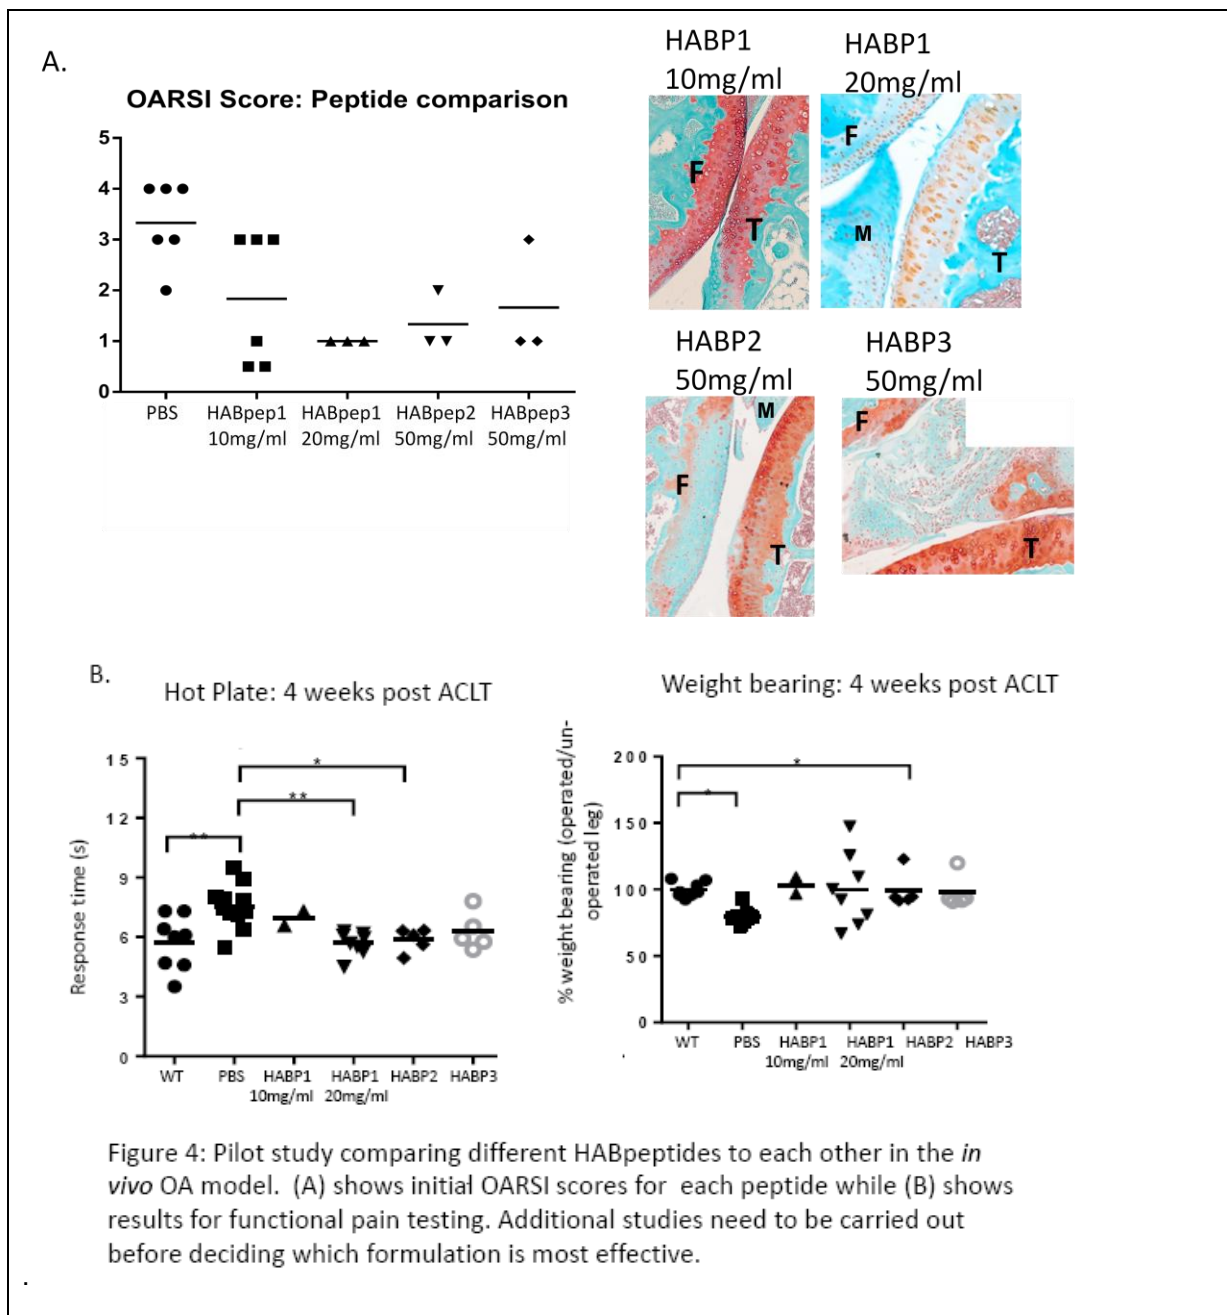 A.
OARSI Score: Peptide comparison
5
4
3
2
1
0
PBS
HABpep1
10mg/ml
HABpep1
20mg/ml
HABpep2
50mg/ml
HABpep3
50mg/ml
HABP1
10mg/ml
F
T
HABP1
20mg/ml
F
M
T
HABP2
50mg/ml
M
F
T
HABP3
50mg/ml
F
T
B.
Hot Plate: 4 weeks post ACLT
Response time (s)
15
12
9
6
3
0
*
**
**
WT
PBS
HABP1
10mg/ml
HABP1
20mg/ml
HABP2
HABP3
Weight bearing: 4 weeks post ACLT
% weight bearing (operated/un-
operated leg)
200
150
100
50
0
*
*
WT
PBS
HABP1
10mg/ml
HABP1
20mg/ml
HABP2
HABP3
Figure 4: Pilot study comparing different HABpeptides to each other in the in
vivo OA model. (A) shows initial OARSI scores for each peptide while (B) shows
results for functional pain testing. Additional studies need to be carried out
before deciding which formulation is most effective.
.